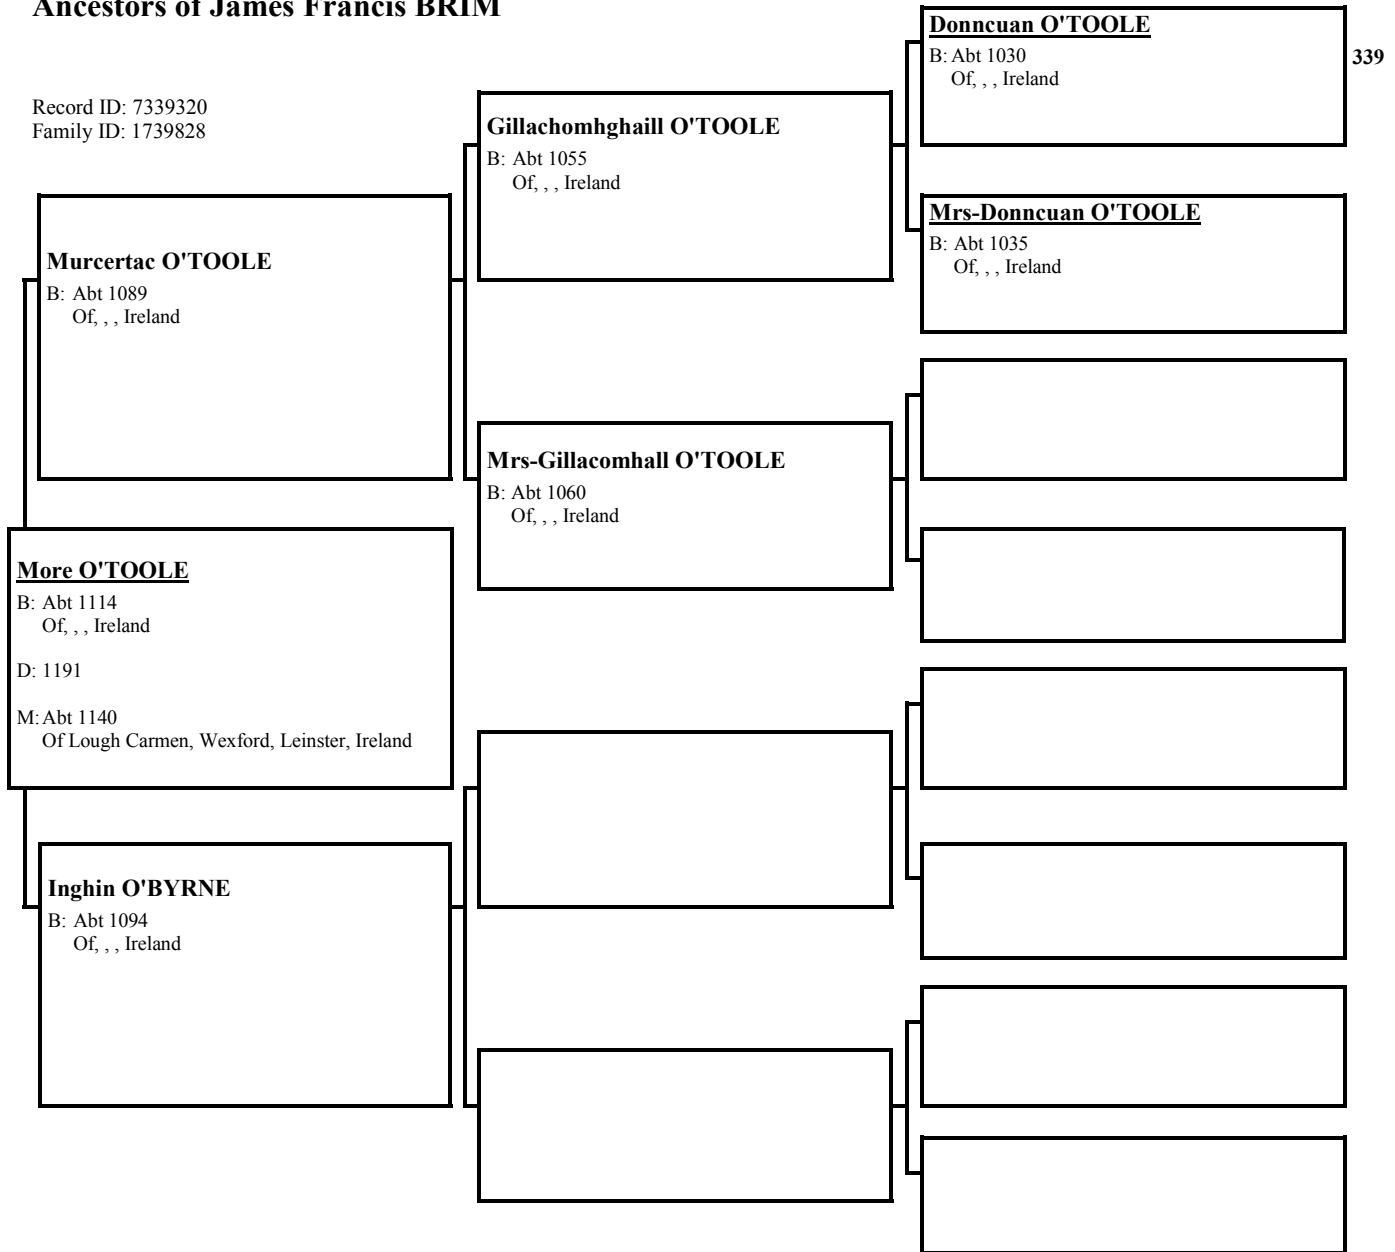 Ancestors of James Francis BRIM
Record ID: 7339320
Family ID: 1739828
Donncuan O'TOOLE
B: Abt 1030
Of, , , Ireland
339
Gillachomhghaill O'TOOLE
B: Abt 1055
Of, , , Ireland
Mrs-Donncuan O'TOOLE
B: Abt 1035
Of, , , Ireland
Murcertac O'TOOLE
B: Abt 1089
Of, , , Ireland
Mrs-Gillacomhall O'TOOLE
B: Abt 1060
Of, , , Ireland
More O'TOOLE
B: Abt 1114
Of, , , Ireland
D: 1191
M: Abt 1140
Of Lough Carmen, Wexford, Leinster, Ireland
Inghin O'BYRNE
B: Abt 1094
Of, , , Ireland